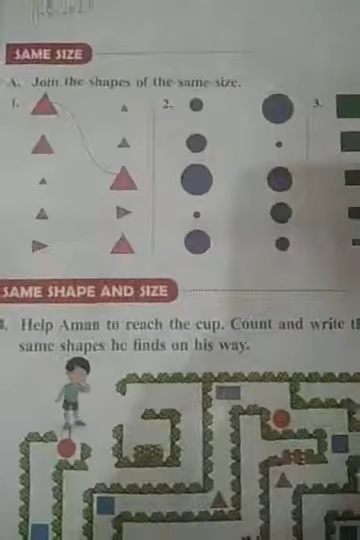 SAME SIZE
A. Join the shapes of the same size.
1.
2.
3.
SAME SHAPE AND SIZE
Help Aman to reach the cup. Count and write
same shapes he finds on his way.